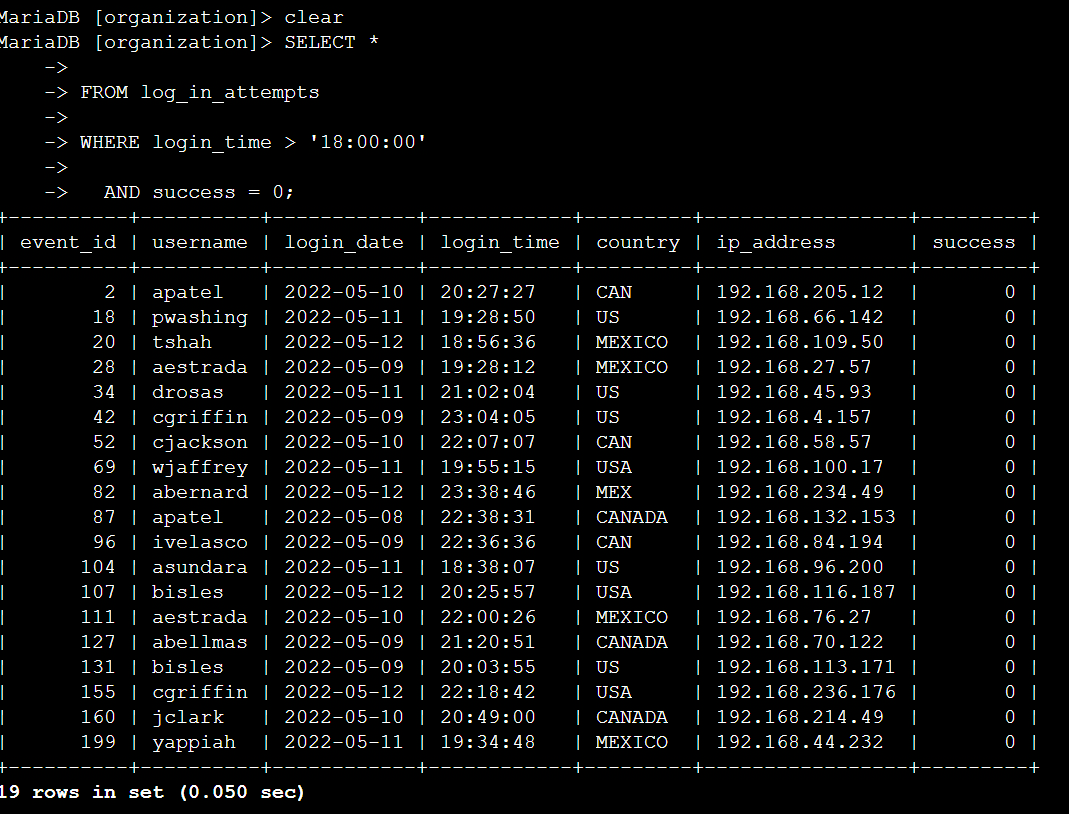 MariaDB [organization]> clear
MariaDB [organization]> SELECT *
    ->
    -> FROM log_in_attempts
    ->
    -> WHERE login_time > '18:00:00'
    ->
    ->   AND success = 0;
+----------+----------+------------+------------+---------+-----------------+---------+
| event_id | username | login_date | login_time | country | ip_address      | success |
+----------+----------+------------+------------+---------+-----------------+---------+
|        2 | apatel   | 2022-05-10 | 20:27:27   | CAN     | 192.168.205.12  |       0 |
|       18 | pwashing | 2022-05-11 | 19:28:50   | US      | 192.168.66.142  |       0 |
|       20 | tshah    | 2022-05-12 | 18:56:36   | MEXICO  | 192.168.109.50  |       0 |
|       28 | aestrada | 2022-05-09 | 19:28:12   | MEXICO  | 192.168.27.57   |       0 |
|       34 | drosas   | 2022-05-11 | 21:02:04   | US      | 192.168.45.93   |       0 |
|       42 | cgriffin | 2022-05-09 | 23:04:05   | US      | 192.168.4.157   |       0 |
|       52 | cjackson | 2022-05-10 | 22:07:07   | CAN     | 192.168.58.57   |       0 |
|       69 | wjaffrey | 2022-05-11 | 19:55:15   | USA     | 192.168.100.17  |       0 |
|       82 | abernard | 2022-05-12 | 23:38:46   | MEX     | 192.168.234.49  |       0 |
|       87 | apatel   | 2022-05-08 | 22:38:31   | CANADA  | 192.168.132.153 |       0 |
|       96 | ivelasco | 2022-05-09 | 22:36:36   | CAN     | 192.168.84.194  |       0 |
|      104 | asundara | 2022-05-11 | 18:38:07   | US      | 192.168.96.200  |       0 |
|      107 | bisles   | 2022-05-12 | 20:25:57   | USA     | 192.168.116.187 |       0 |
|      111 | aestrada | 2022-05-10 | 22:00:26   | MEXICO  | 192.168.76.27   |       0 |
|      127 | abellmas | 2022-05-09 | 21:20:51   | CANADA  | 192.168.70.122  |       0 |
|      131 | bisles   | 2022-05-09 | 20:03:55   | US      | 192.168.113.171 |       0 |
|      155 | cgriffin | 2022-05-12 | 22:18:42   | USA     | 192.168.236.176 |       0 |
|      160 | jclark   | 2022-05-10 | 20:49:00   | CANADA  | 192.168.214.49  |       0 |
|      199 | yappiah  | 2022-05-11 | 19:34:48   | MEXICO  | 192.168.44.232  |       0 |
+----------+----------+------------+------------+---------+-----------------+---------+
19 rows in set (0.050 sec)